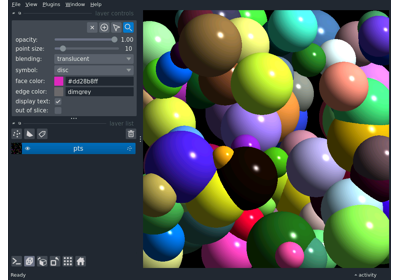 File View Plugins Window Help
layer controls
opacity: 1.00
point size: 10
blending: translucent
symbol: disc
face color: #dd28b8ff
edge color: dimgrey
display text: ✓
out of slice:
layer list
pts
Ready
activity